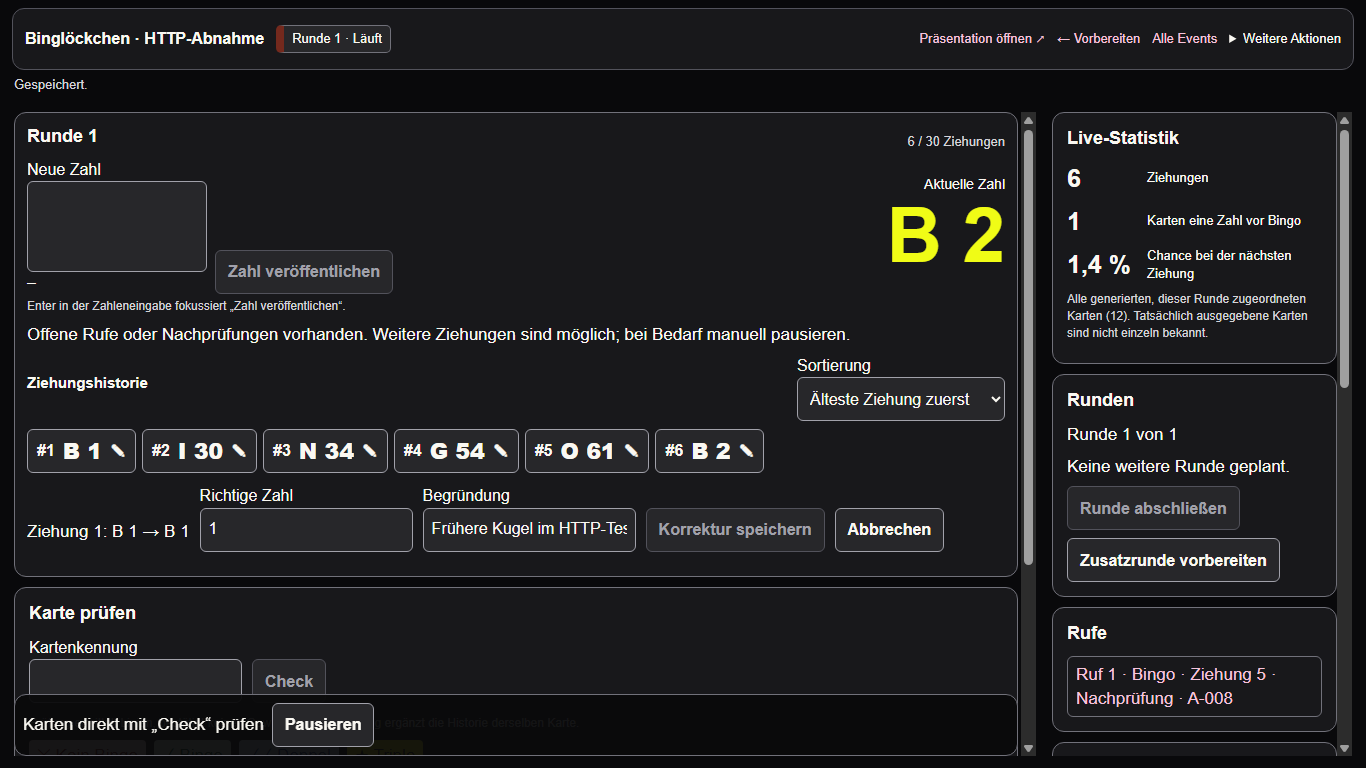 Binglöckchen · HTTP-Abnahme
Runde 1 · Läuft
Präsentation öffnen ↗
← Vorbereiten
Alle Events
▶ Weitere Aktionen
Gespeichert.
Runde 1
6 / 30 Ziehungen
Neue Zahl
Aktuelle Zahl
B 2
Zahl veröffentlichen
–
Enter in der Zahleneingabe fokussiert „Zahl veröffentlichen“.
Offene Rufe oder Nachprüfungen vorhanden. Weitere Ziehungen sind möglich; bei Bedarf manuell pausieren.
Ziehungshistorie
Sortierung
Älteste Ziehung zuerst
#1 B 1 ✎
#2 I 30 ✎
#3 N 34 ✎
#4 G 54 ✎
#5 O 61 ✎
#6 B 2 ✎
Ziehung 1: B 1 → B 1
Richtige Zahl
1
Begründung
Frühere Kugel im HTTP-Tes
Korrektur speichern
Abbrechen
Karte prüfen
Kartenkennung
Check
Karten direkt mit „Check“ prüfen
Pausieren
ergänzt die Historie derselben Karte
Live-Statistik
6 Ziehungen
1 Karten eine Zahl vor Bingo
1,4 % Chance bei der nächsten
Ziehung
Alle generierten, dieser Runde zugeordneten
Karten (12). Tatsächlich ausgegebene Karten
sind nicht einzeln bekannt.
Runden
Runde 1 von 1
Keine weitere Runde geplant.
Runde abschließen
Zusatzrunde vorbereiten
Rufe
Ruf 1 · Bingo · Ziehung 5 ·
Nachprüfung · A-008